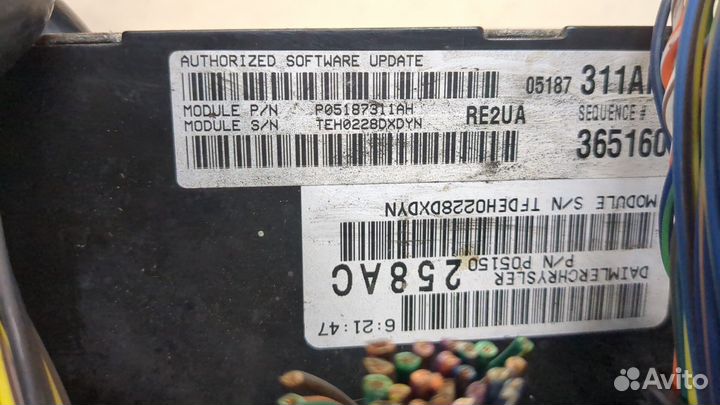 AUTHORIZED SOFTWARE UPDATE
05187 311A
MODULE P/N P05187311AH
MODULE S/N TEH0228DXDYN
RE2UA
SEQUENCE #
365160
MODULE S/N TFDEH0228DXDYN
DAIMLERCHRYSLER
P/N P05150
258AC
6:21:47
Avito